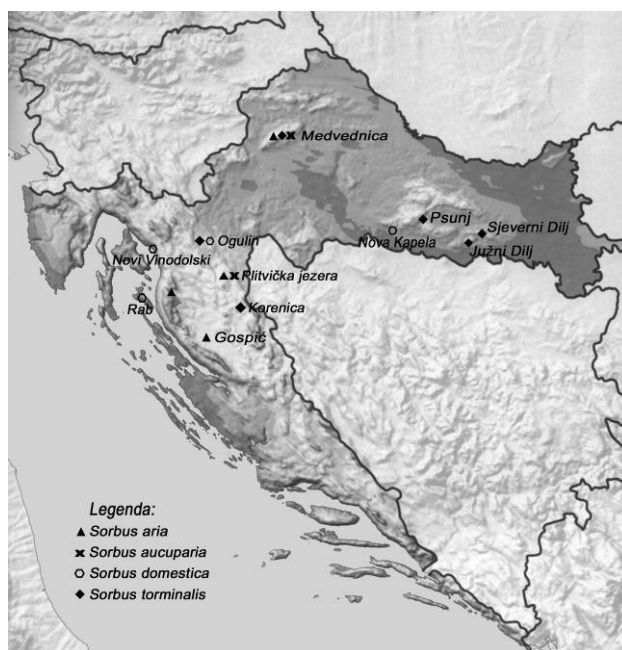 Medvednica
Psunj
Sjeverni Dilj
Nova Kapela
Južni Dilj
Ogulin
Novi Vinodolski
Plitvička jezera
Rab
Korenica
Gospić
Legenda:
Sorbus aria
Sorbus aucuparia
Sorbus domestica
Sorbus torminalis